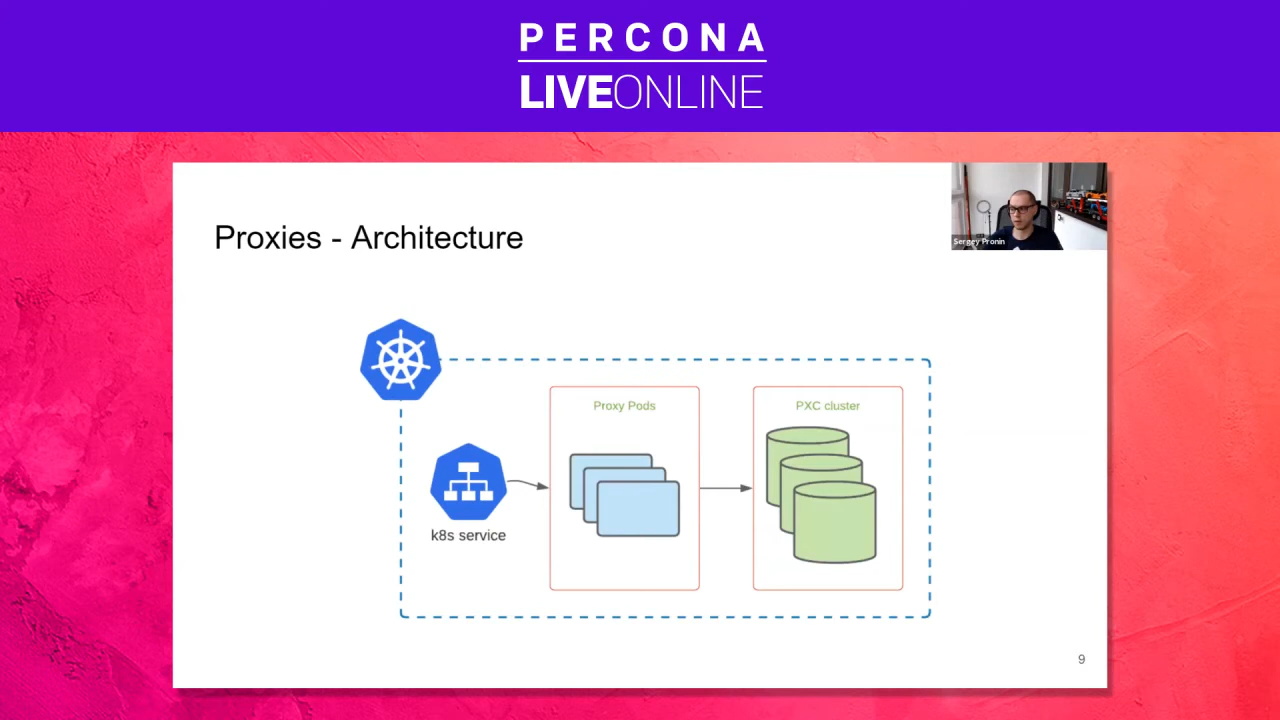 PERCONA
LIVEONLINE
Proxies - Architecture
Sergey Pronin
Proxy Pods
PXC cluster
k8s service
9